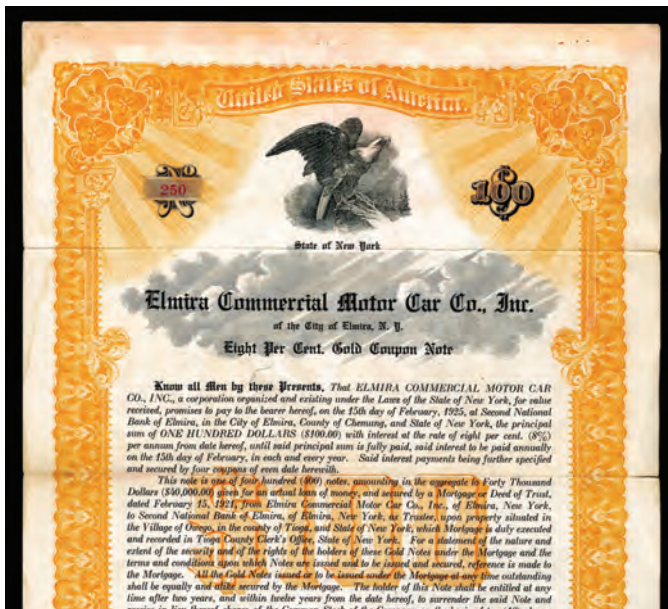 United States of America.
No 250
$100
State of New York
Elmira Commercial Motor Car Co., Inc.
of the City of Elmira, N. Y.
Eight Per Cent. Gold Coupon Note
Know all Men by these Presents, That ELMIRA COMMERCIAL MOTOR CAR
CO., INC., a corporation organized and existing under the Laws of the State of New York, for value
received, promises to pay to the bearer hereof, on the 15th day of February, 1925, at Second National
Bank of Elmira, in the City of Elmira, County of Chemung, and State of New York, the principal
sum of ONE HUNDRED DOLLARS ($100.00) with interest at the rate of eight per cent. (8%)
per annum from date hereof, until said principal sum is fully paid, said interest to be paid annually
on the 15th day of February, in each and every year. Said interest payments being further specified
and secured by four coupons of even date herewith.
This note is one of four hundred (400) notes, amounting in the aggregate to Forty Thousand
Dollars ($40,000.00) given for an actual loan of money, and secured by a Mortgage or Deed of Trust,
dated February 15, 1921, from Elmira Commercial Motor Car Co., Inc., of Elmira, New York,
to Second National Bank of Elmira, of Elmira, New York, as Trustee, upon property situated in
the Village of Owego, in the county of Tioga, and State of New York, which Mortgage is duly executed
and recorded in Tioga County Clerk's Office, State of New York. For a statement of the nature and
extent of the security and of the rights of the holders of these Gold Notes under the Mortgage and the
terms and conditions upon which Notes are issued and to be issued and secured, reference is made to
the Mortgage. All the Gold Notes issued or to be issued under the Mortgage at any time outstanding
shall be equally and alike secured by the Mortgage. The holder of this Note shall be entitled at any
time after two years, and within twelve years from the date hereof, to surrender the said Note and